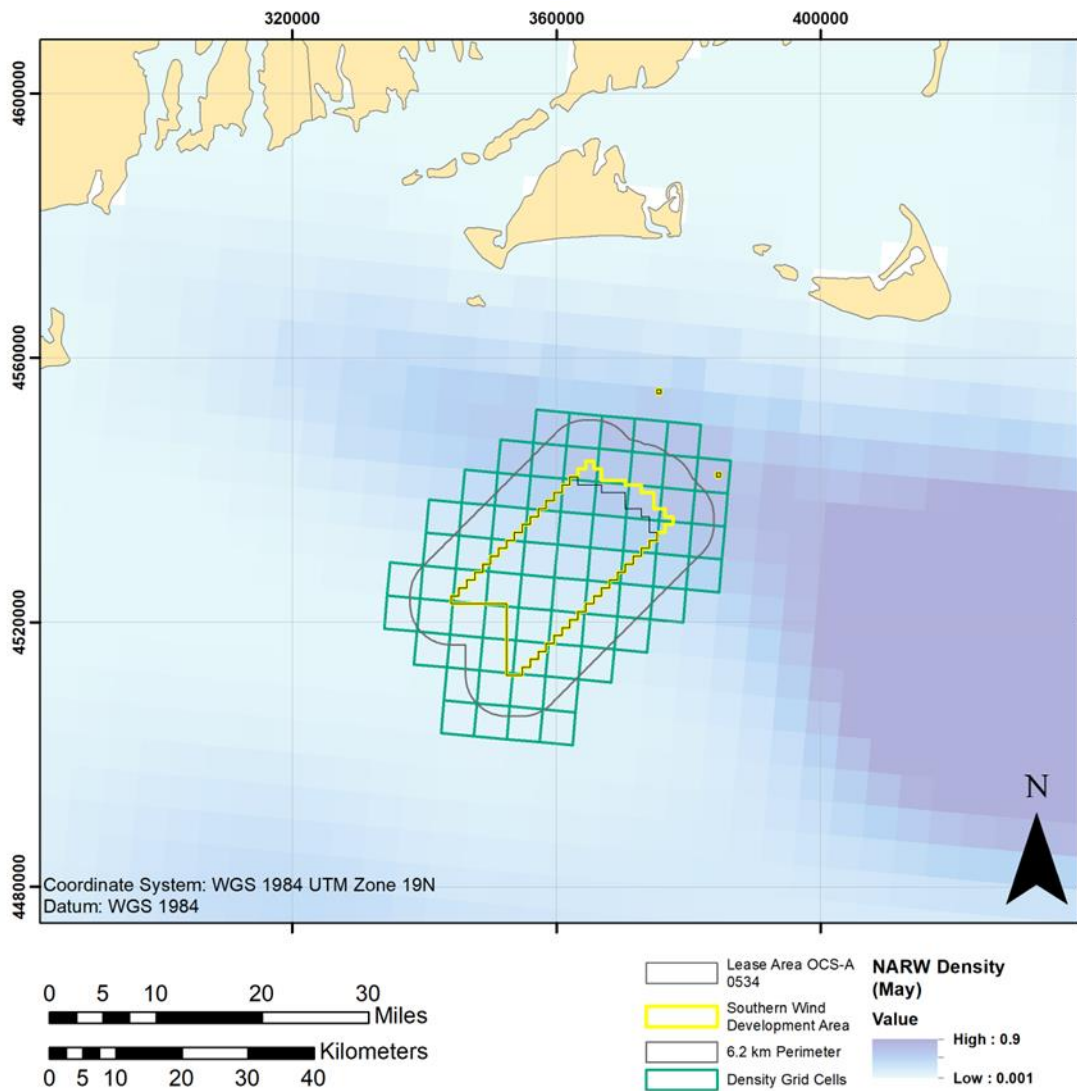 320000
360000
400000
4600000
4560000
4520000
4480000
N
Coordinate System: WGS 1984 UTM Zone 19N
Datum: WGS 1984
0 5 10 20 30
Miles
Kilometers
0 5 10 20 30 40
Lease Area OCS-A
0534
Southern Wind
Development Area
6.2 km Perimeter
Density Grid Cells
NARW Density
(May)
Value
High : 0.9
Low : 0.001